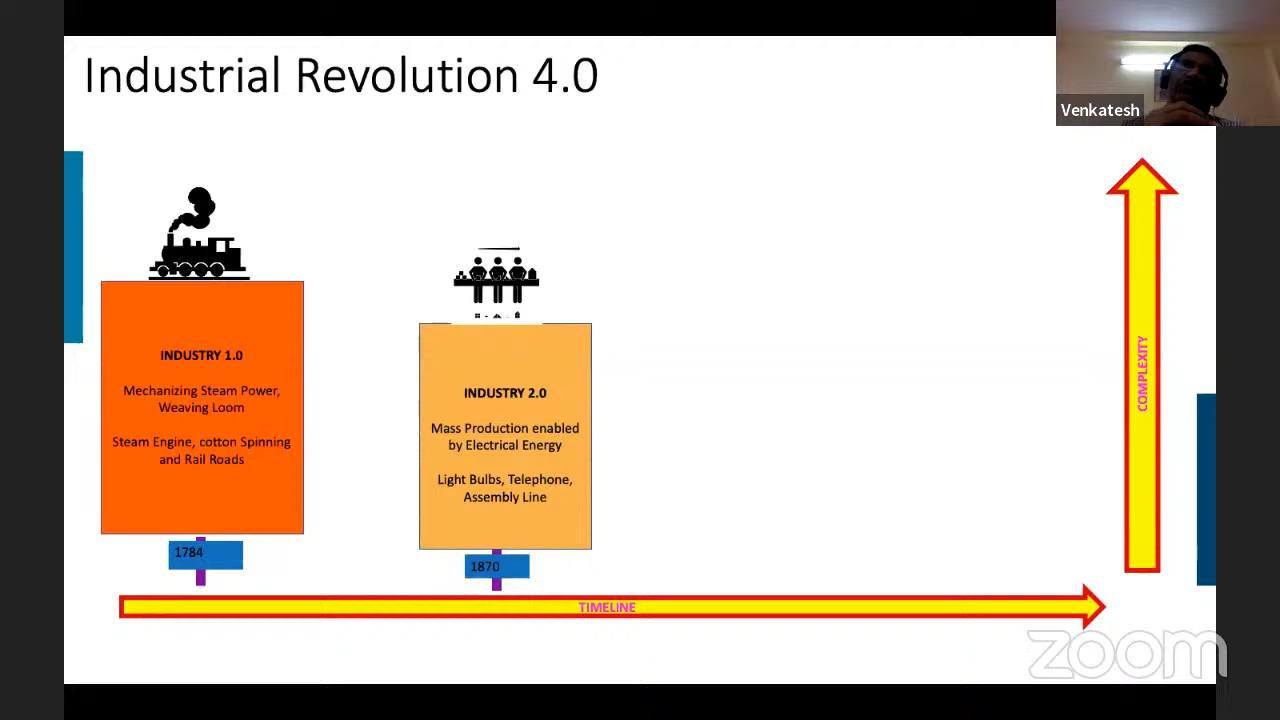 Industrial Revolution 4.0
Venkatesh
INDUSTRY 1.0
Mechanizing Steam Power,
Weaving Loom
Steam Engine, cotton Spinning
and Rail Roads
1784
INDUSTRY 2.0
Mass Production enabled
by Electrical Energy
Light Bulbs, Telephone,
Assembly Line
1870
TIMELINE
COMPLEXITY
zoom